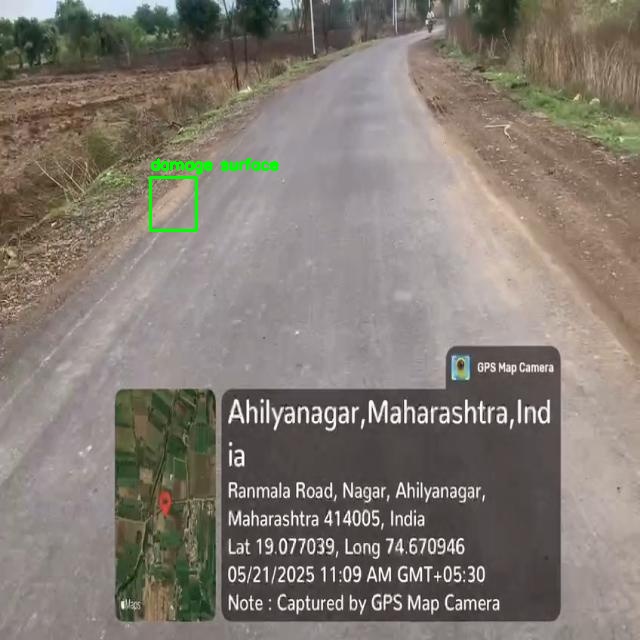 damage surface
GPS Map Camera
Ahilyanagar,Maharashtra,Ind
ia
Ranmala Road, Nagar, Ahilyanagar,
Maharashtra 414005, India
Lat 19.077039, Long 74.670946
05/21/2025 11:09 AM GMT+05:30
Note : Captured by GPS Map Camera
Maps